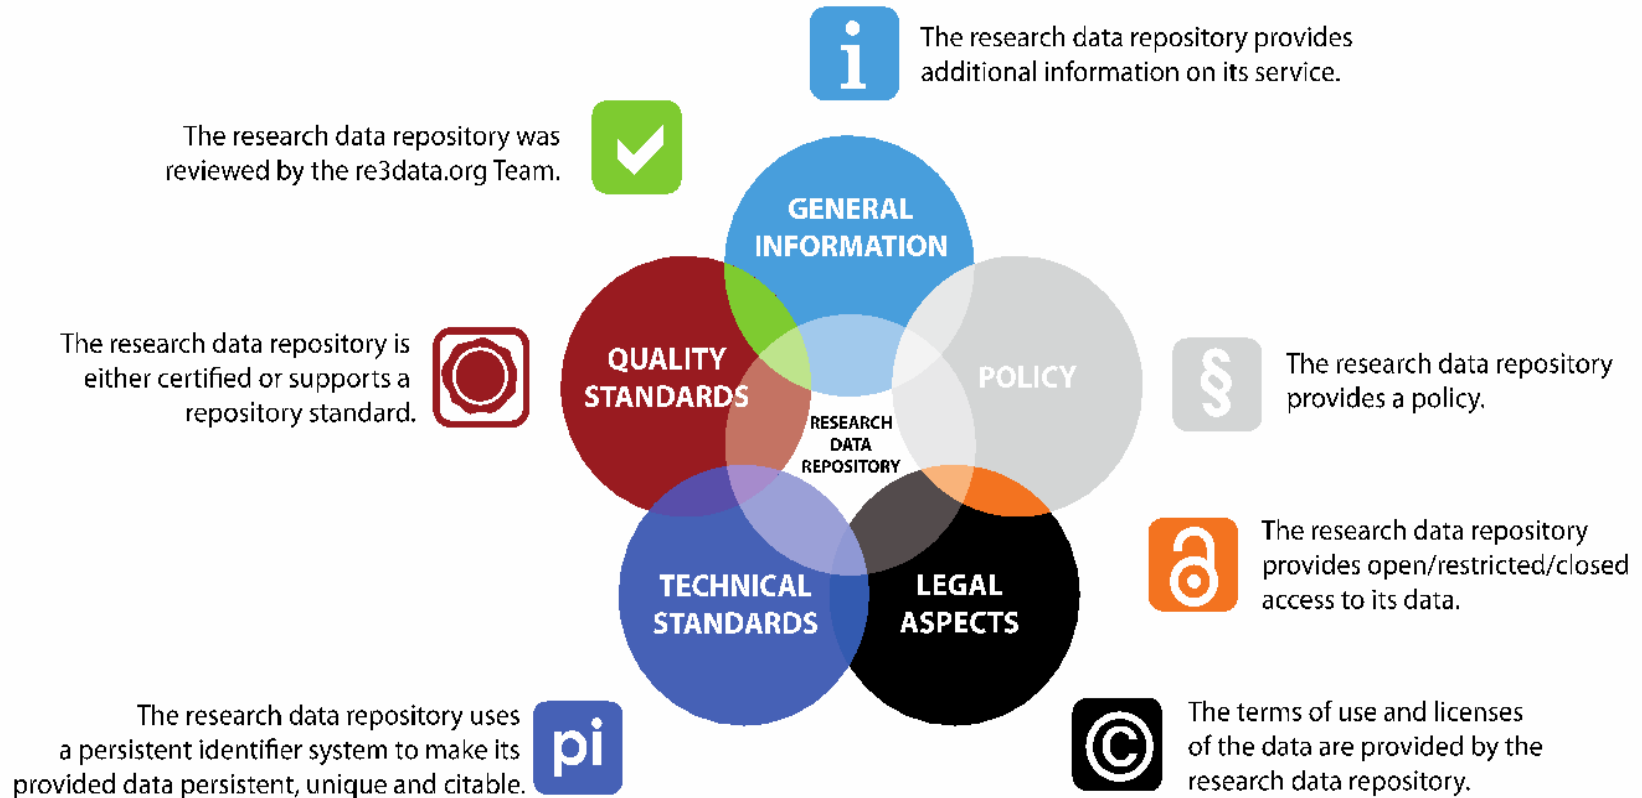 i
The research data repository provides
additional information on its service.
The research data repository was
reviewed by the re3data.org Team.
GENERAL
INFORMATION
The research data repository is
either certified or supports a
repository standard.
QUALITY
STANDARDS
POLICY
§
The research data repository
provides a policy.
RESEARCH
DATA
REPOSITORY
The research data repository
provides open/restricted/closed
access to its data.
TECHNICAL
STANDARDS
LEGAL
ASPECTS
The research data repository uses
a persistent identifier system to make its
provided data persistent, unique and citable.
pi
©
The terms of use and licenses
of the data are provided by the
research data repository.